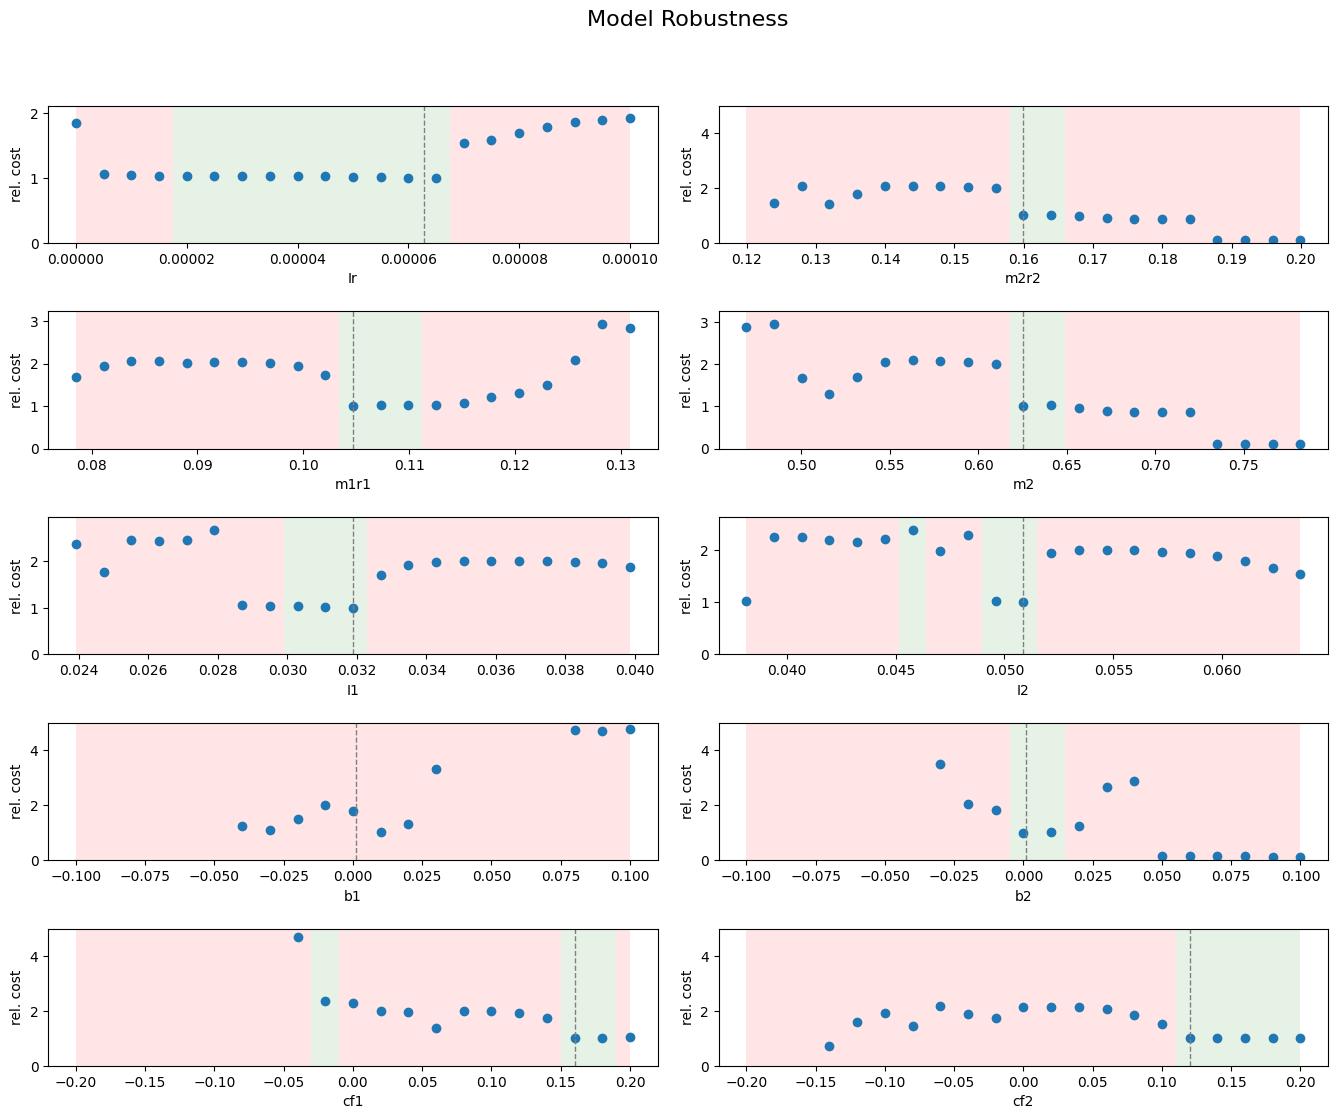 Model Robustness
rel. cost
2
1
0
0.00000 0.00002 0.00004 0.00006 0.00008 0.00010
Ir
rel. cost
4
2
0
0.12 0.13 0.14 0.15 0.16 0.17 0.18 0.19 0.20
m2r2
rel. cost
3
2
1
0
0.08 0.09 0.10 0.11 0.12 0.13
m1r1
rel. cost
3
2
1
0
0.50 0.55 0.60 0.65 0.70 0.75
m2
rel. cost
2
1
0
0.024 0.026 0.028 0.030 0.032 0.034 0.036 0.038 0.040
I1
rel. cost
2
1
0
0.040 0.045 0.050 0.055 0.060
I2
rel. cost
4
2
0
−0.100 −0.075 −0.050 −0.025 0.000 0.025 0.050 0.075 0.100
b1
rel. cost
4
2
0
−0.100 −0.075 −0.050 −0.025 0.000 0.025 0.050 0.075 0.100
b2
rel. cost
4
2
0
−0.20 −0.15 −0.10 −0.05 0.00 0.05 0.10 0.15 0.20
cf1
rel. cost
4
2
0
−0.20 −0.15 −0.10 −0.05 0.00 0.05 0.10 0.15 0.20
cf2